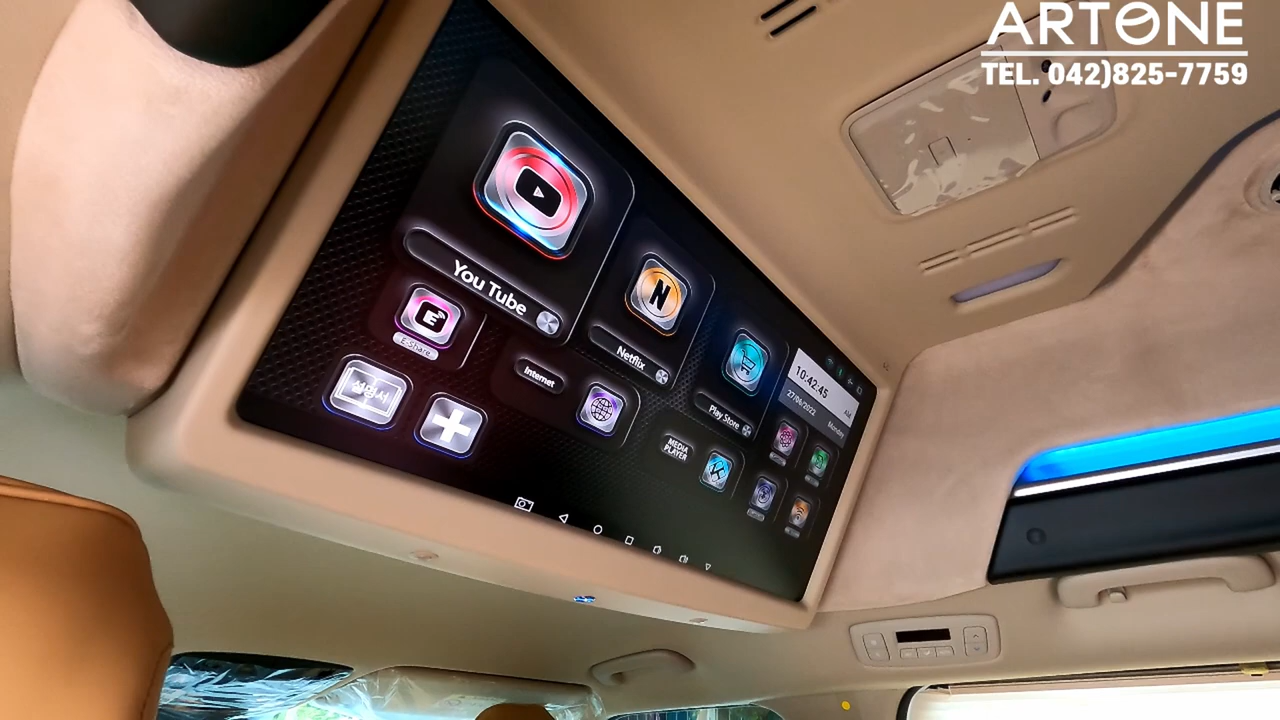 ARTONE
TEL. 042)825-7759
You Tube
N
Netflix
E
E-Share
Internet
설명서
Play Store
MEDIA
PLAYER
10:42:45
AM
27/06/2022
Monday